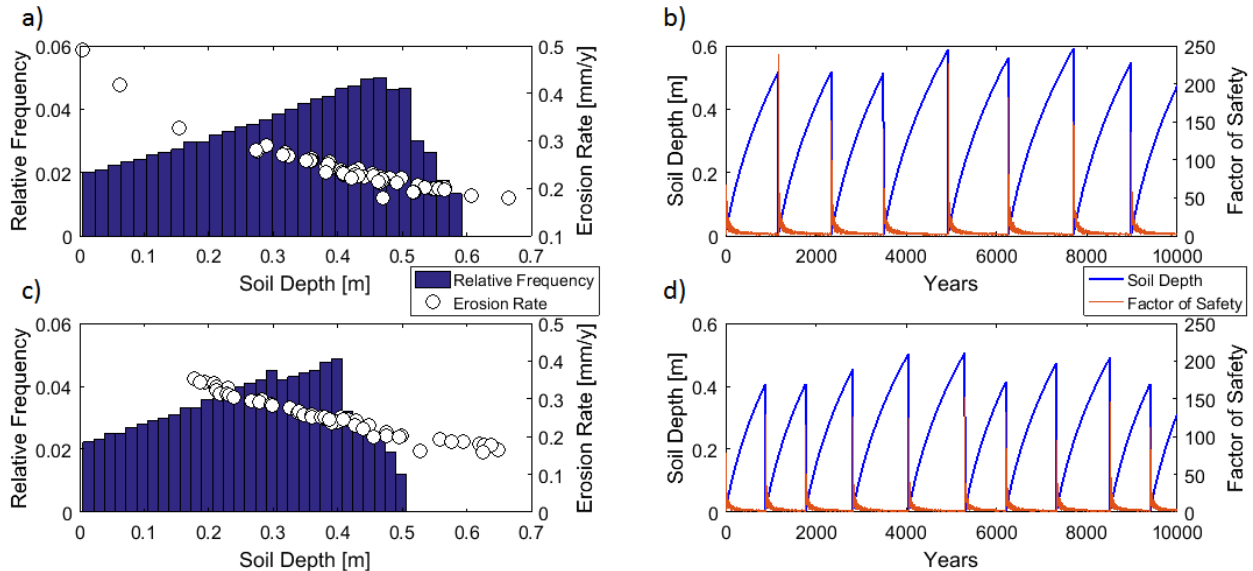 a)
b)
Relative Frequency
0.06
0.04
0.02
0
0 0.1 0.2 0.3 0.4 0.5 0.6 0.7
Soil Depth [m]
0.5
0.4
0.3
0.2
0.1
Erosion Rate [mm/y]
Soil Depth [m]
0.6
0.4
0.2
0
0 2000 4000 6000 8000 10000
Years
250
200
150
100
50
0
Factor of Safety
Relative Frequency
Erosion Rate
Soil Depth
Factor of Safety
c)
d)
Relative Frequency
0.06
0.04
0.02
0
0 0.1 0.2 0.3 0.4 0.5 0.6 0.7
Soil Depth [m]
0.5
0.4
0.3
0.2
0.1
0
Erosion Rate [mm/y]
Soil Depth [m]
0.6
0.4
0.2
0
0 2000 4000 6000 8000 10000
Years
250
200
150
100
50
0
Factor of Safety